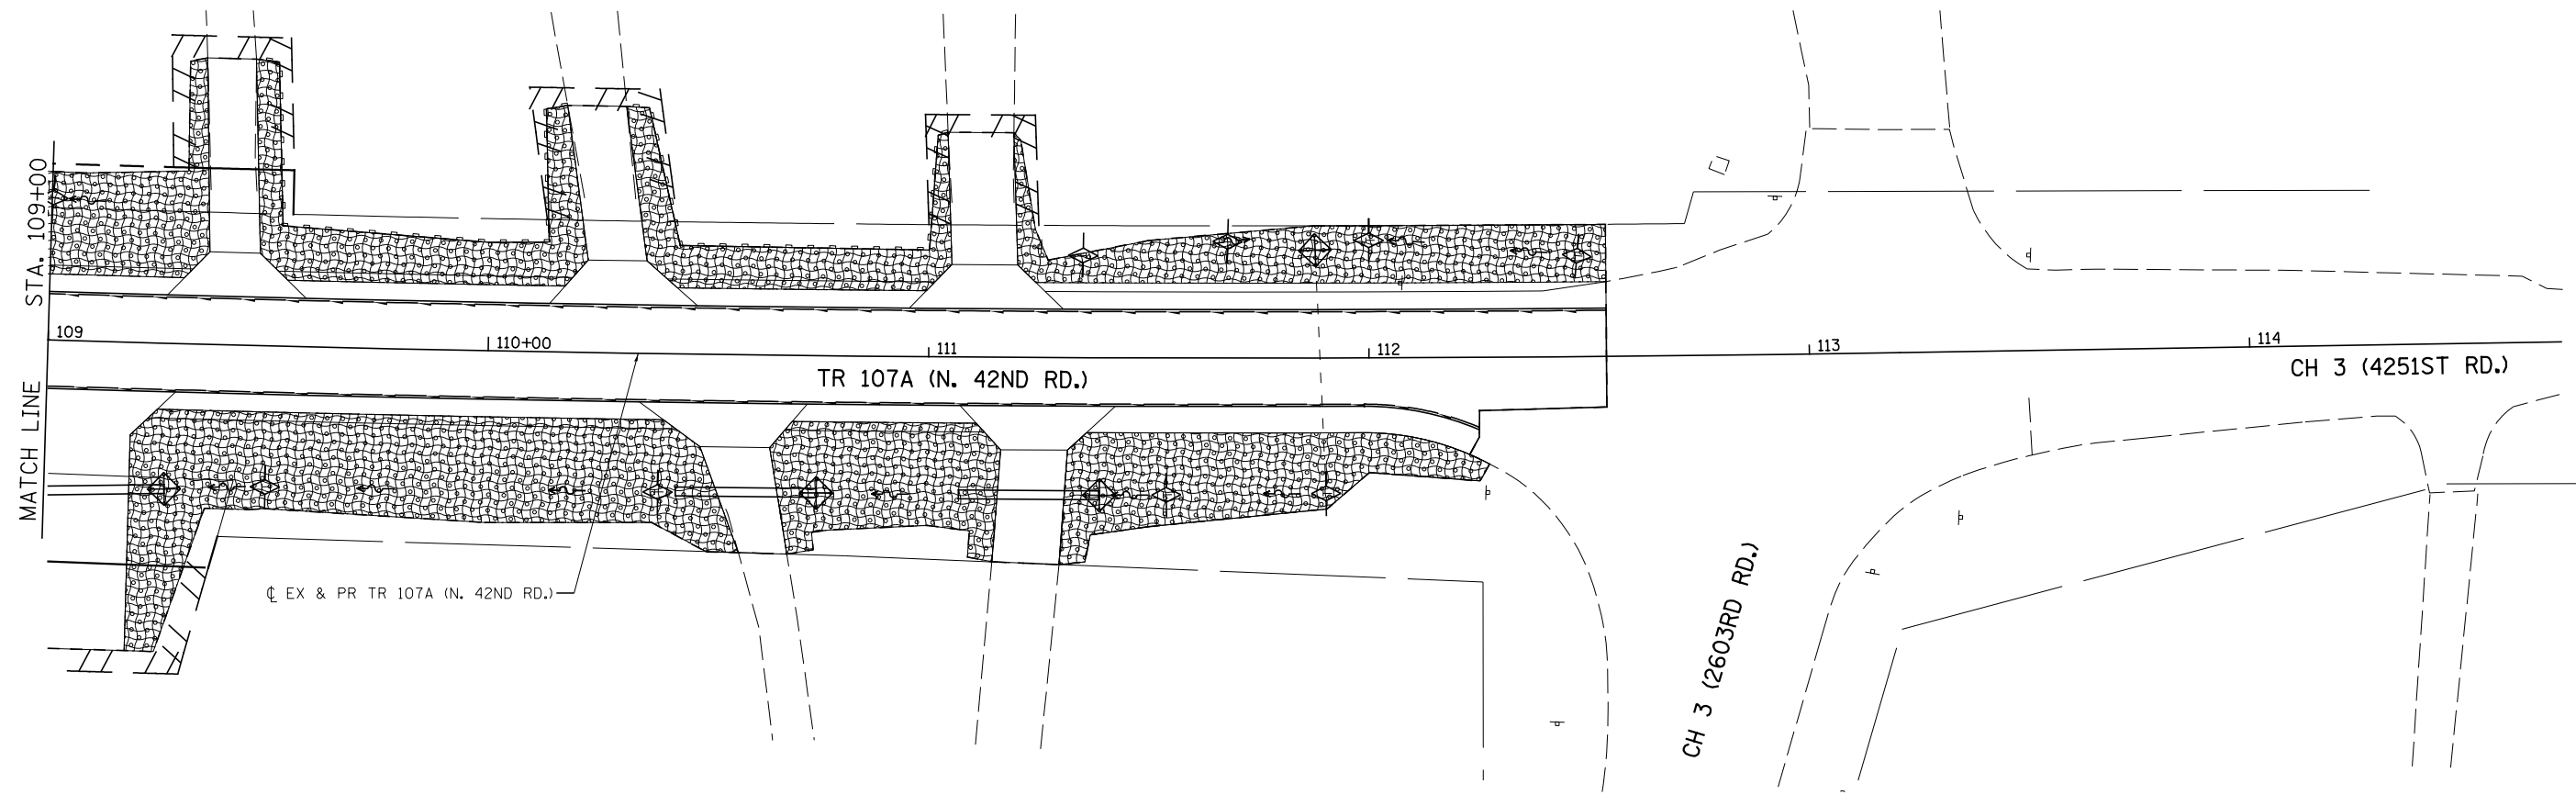 MATCH LINE STA. 109+00
109
110+00
111
112
113
114
TR 107A (N. 42ND RD.)
CH 3 (4251ST RD.)
℄ EX & PR TR 107A (N. 42ND RD.)
CH 3 (2603RD RD.)